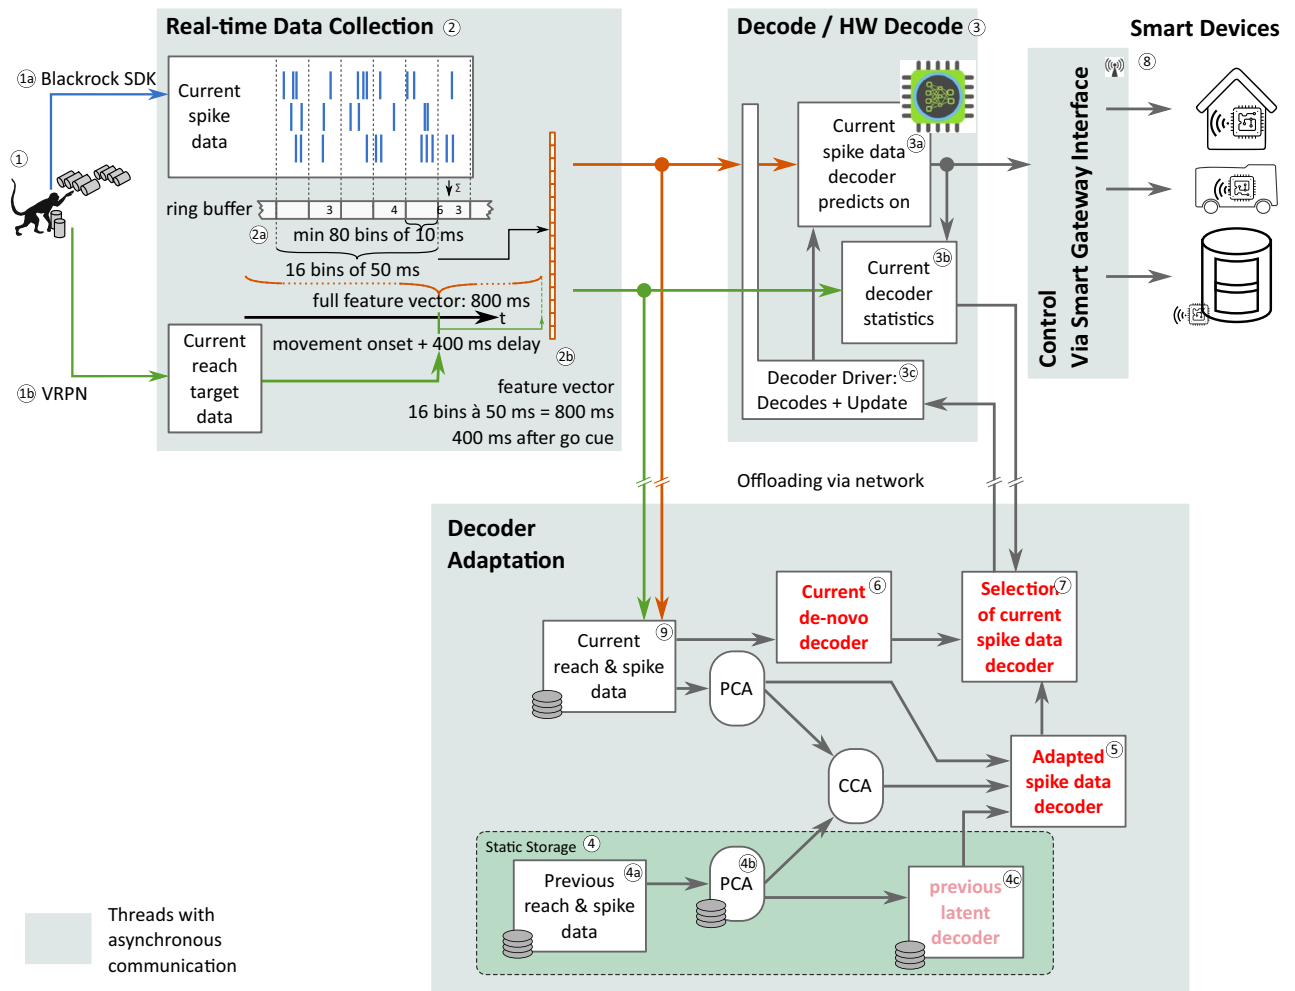 Real-time Data Collection 2
Decode / HW Decode 3
Smart Devices
1a Blackrock SDK
Current
spike
data
Σ
ring buffer
3
4
6
3
2a
min 80 bins of 10 ms
16 bins of 50 ms
full feature vector: 800 ms
t
movement onset + 400 ms delay
2b
feature vector
16 bins à 50 ms = 800 ms
400 ms after go cue
1
1b VRPN
Current
reach
target
data
3a
Current
spike data
decoder
predicts on
3b
Current
decoder
statistics
3c
Decoder Driver:
Decodes + Update
Control
Via Smart Gateway Interface
8
Offloading via network
Decoder
Adaptation
9
Current
reach & spike
data
6
Current
de-novo
decoder
7
Selection
of current
spike data
decoder
PCA
CCA
5
Adapted
spike data
decoder
Static Storage 4
4a
Previous
reach & spike
data
4b
PCA
4c
previous
latent
decoder
Threads with
asynchronous
communication